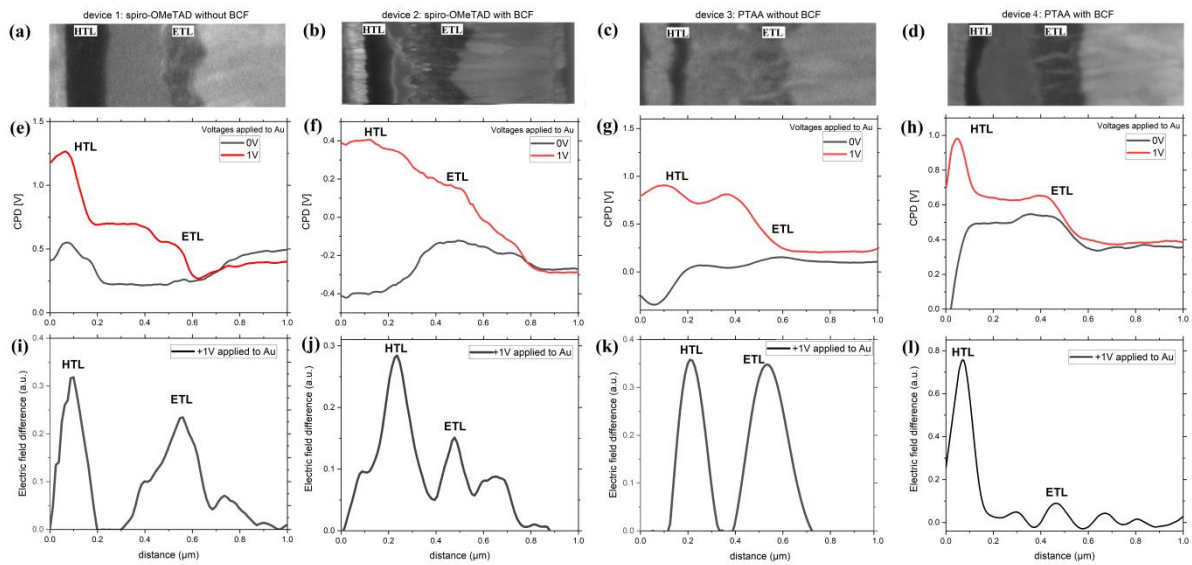 device 1: spiro-OMeTAD without BCF
device 2: spiro-OMeTAD with BCF
device 3: PTAA without BCF
device 4: PTAA with BCF
(a)
HTL
ETL
(b)
HTL
ETL
(c)
HTL
ETL
(d)
HTL
ETL
(e)
Voltages applied to Au
0V
1V
HTL
ETL
CPD [V]
1.5
1.0
0.5
0.0
0.0 0.2 0.4 0.6 0.8 1.0
(f)
Voltages applied to Au
0V
1V
HTL
ETL
CPD [V]
0.4
0.2
0.0
-0.2
-0.4
0.0 0.2 0.4 0.6 0.8 1.0
(g)
Voltages applied to Au
0V
1V
HTL
ETL
CPD [V]
1.5
1.0
0.5
0.0
0.0 0.2 0.4 0.6 0.8 1.0
(h)
Voltages applied to Au
0V
1V
HTL
ETL
CPD [V]
1.0
0.8
0.6
0.4
0.2
0.0
0.0 0.2 0.4 0.6 0.8 1.0
(i)
+1V applied to Au
HTL
ETL
Electric field difference (a.u.)
0.4
0.3
0.2
0.1
0.0
0.0 0.2 0.4 0.6 0.8 1.0
distance (μm)
(j)
+1V applied to Au
HTL
ETL
Electric field difference (a.u.)
0.3
0.2
0.1
0.0
0.0 0.2 0.4 0.6 0.8 1.0
distance (μm)
(k)
+1V applied to Au
HTL
ETL
Electric field difference (a.u.)
0.4
0.3
0.2
0.1
0.0
0.0 0.2 0.4 0.6 0.8 1.0
distance (μm)
(l)
+1V applied to Au
HTL
ETL
Electric field difference (a.u.)
0.8
0.6
0.4
0.2
0.0
0.0 0.2 0.4 0.6 0.8 1.0
distance (μm)